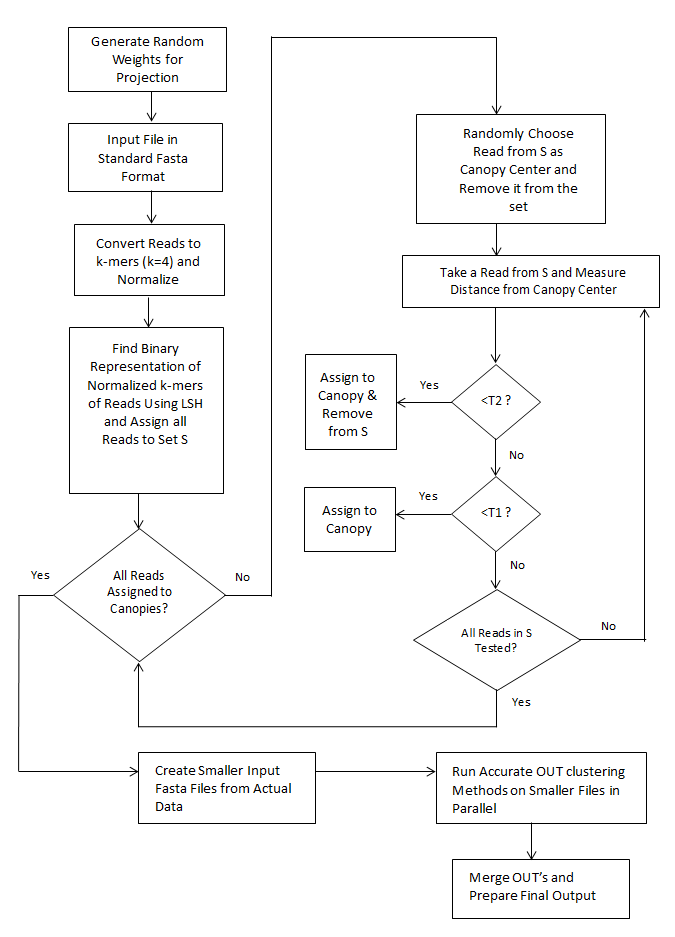 Generate Random
Weights for
Projection
Input File in
Standard Fasta
Format
Convert Reads to
k-mers (k=4) and
Normalize
Find Binary
Representation of
Normalized k-mers
of Reads Using LSH
and Assign all
Reads to Set S
All Reads
Assigned to
Canopies?
Yes
No
Randomly Choose
Read from S as
Canopy Center and
Remove it from the
set
Take a Read from S and Measure
Distance from Canopy Center
<T2 ?
Yes
Assign to
Canopy &
Remove
from S
No
<T1 ?
Yes
Assign to
Canopy
No
All Reads in S
Tested?
No
Yes
Create Smaller Input
Fasta Files from Actual
Data
Run Accurate OUT clustering
Methods on Smaller Files in
Parallel
Merge OUT's and
Prepare Final Output